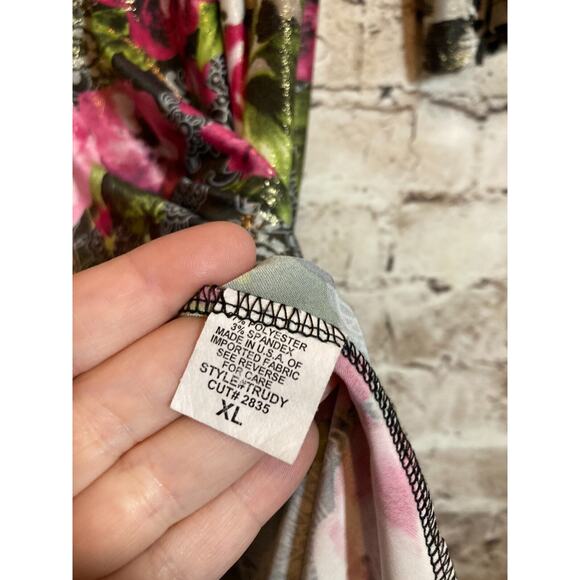 % POLYESTER
3% SPANDEX
MADE IN U.S.A. OF
IMPORTED FABRIC
SEE REVERSE
FOR CARE
STYLE#TRUDY
CUT# 2835
XL